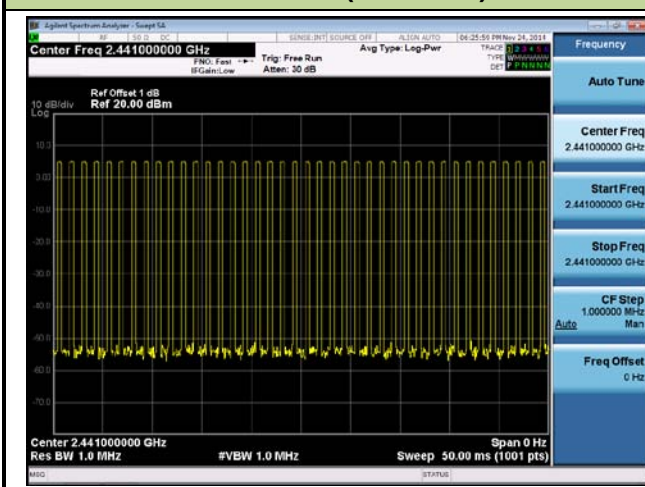 Agilent Spectrum Analyzer - Swept SA
RF 50 Ω DC SENSE:INT SOURCE OFF ALIGN AUTO 06:25:50 PM Nov 24, 2014
Center Freq 2.441000000 GHz
PNO: Fast
IFGain:Low
Trig: Free Run
Atten: 30 dB
Avg Type: Log-Pwr
TRACE 1 2 3 4 5 6
TYPE
DET P P N N N N
Ref Offset 1 dB
10 dB/div Ref 20.00 dBm
Log
10.0
0.00
-10.0
-20.0
-30.0
-40.0
-50.0
-60.0
-70.0
Center 2.441000000 GHz Span 0 Hz
Res BW 1.0 MHz #VBW 1.0 MHz Sweep 50.00 ms (1001 pts)
MSG STATUS
Frequency
Auto Tune
Center Freq
2.441000000 GHz
Start Freq
2.441000000 GHz
Stop Freq
2.441000000 GHz
CF Step
1.000000 MHz
Auto Man
Freq Offset
0 Hz